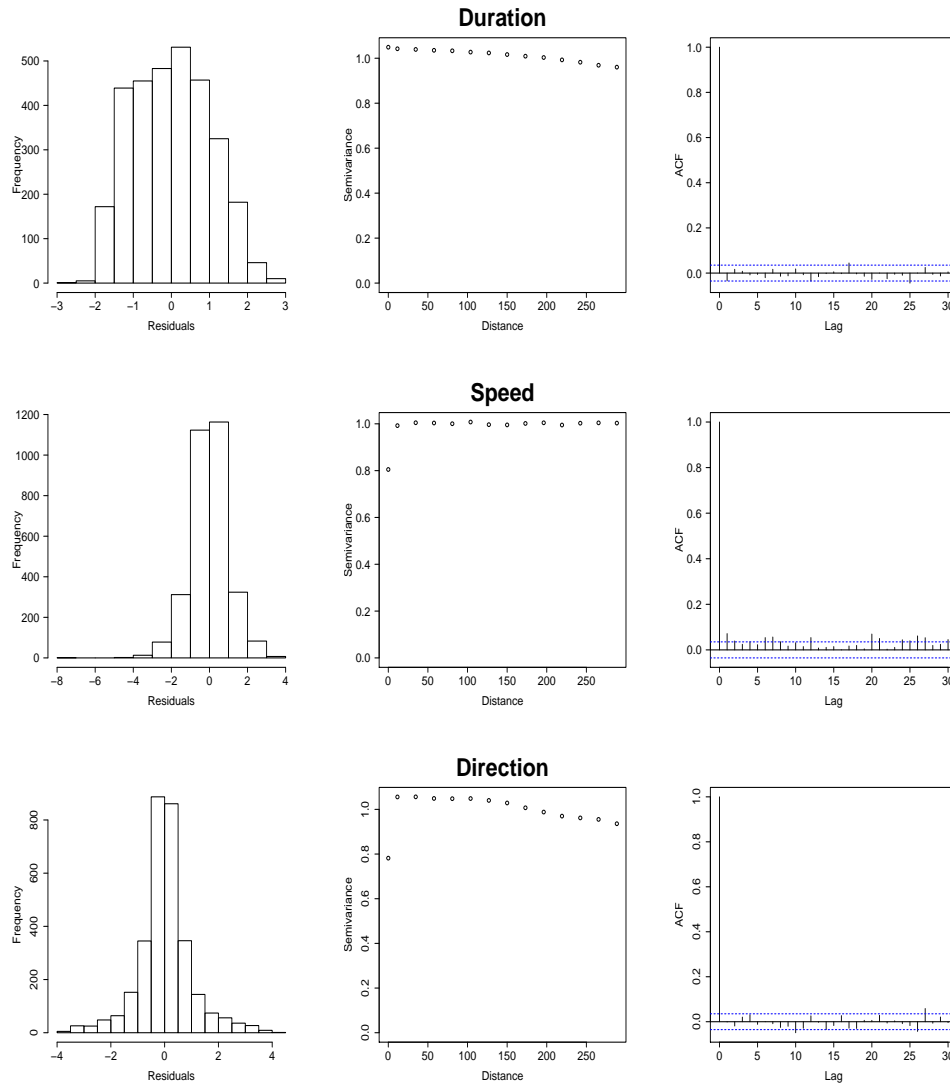 Duration
Frequency
0 100 200 300 400 500
−3 −2 −1 0 1 2 3
Residuals
Semivariance
0.0 0.2 0.4 0.6 0.8 1.0
0 50 100 150 200 250
Distance
ACF
0.0 0.2 0.4 0.6 0.8 1.0
0 5 10 15 20 25 30
Lag
Speed
Frequency
0 200 400 600 800 1000 1200
−8 −6 −4 −2 0 2 4
Residuals
Semivariance
0.0 0.2 0.4 0.6 0.8 1.0
0 50 100 150 200 250
Distance
ACF
0.0 0.2 0.4 0.6 0.8 1.0
0 5 10 15 20 25 30
Lag
Direction
Frequency
0 200 400 600 800
−4 −2 0 2 4
Residuals
Semivariance
0.0 0.2 0.4 0.6 0.8 1.0
0 50 100 150 200 250
Distance
ACF
0.0 0.2 0.4 0.6 0.8 1.0
0 5 10 15 20 25 30
Lag